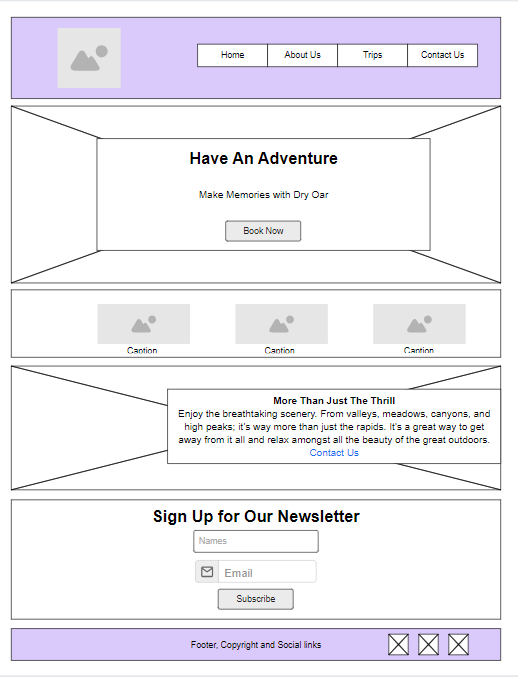 Home About Us Trips Contact Us
Have An Adventure
Make Memories with Dry Oar
Book Now
Caption Caption Caption
More Than Just The Thrill
Enjoy the breathtaking scenery. From valleys, meadows, canyons, and
high peaks; it's way more than just the rapids. It's a great way to get
away from it all and relax amongst all the beauty of the great outdoors.
Contact Us
Sign Up for Our Newsletter
Names
Email
Subscribe
Footer, Copyright and Social links